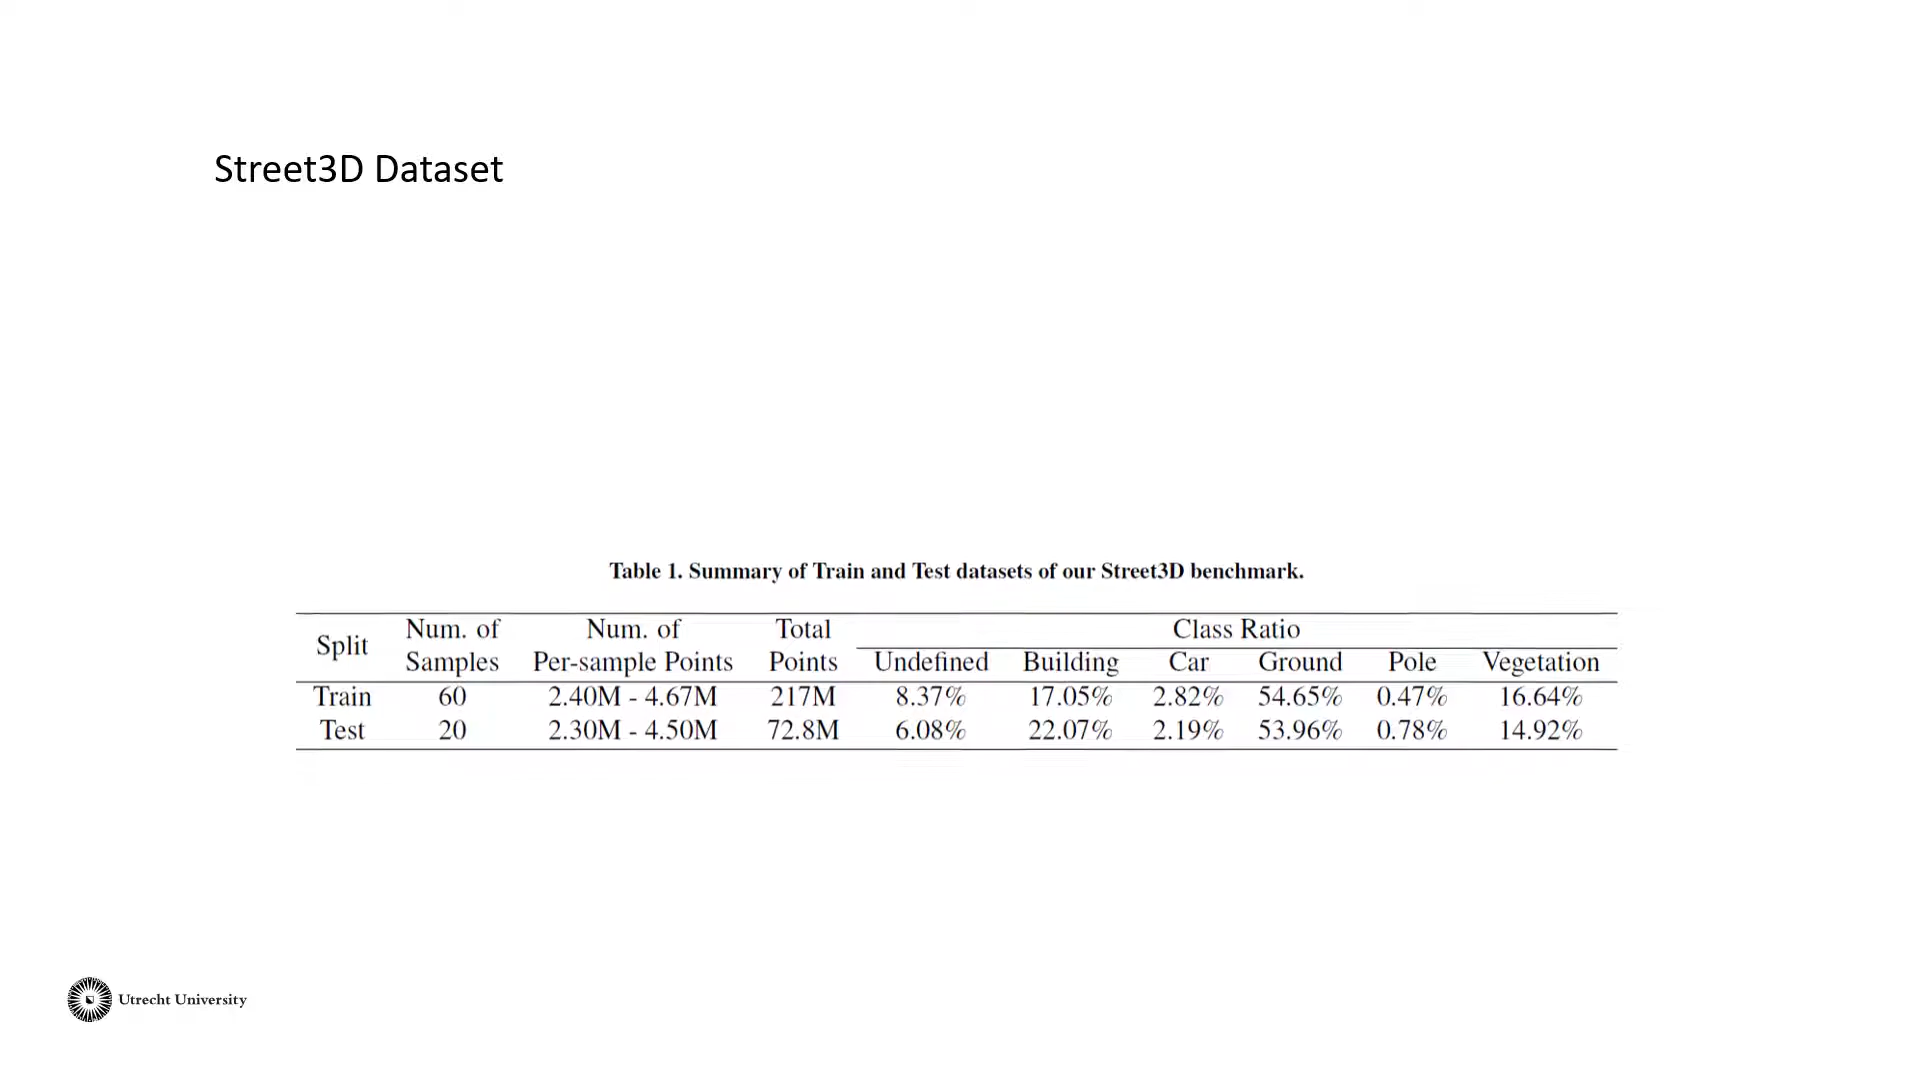 Street3D Dataset
Table 1. Summary of Train and Test datasets of our Street3D benchmark.
Split Num. of Samples Num. of Per-sample Points Total Points Class Ratio
Undefined Building Car Ground Pole Vegetation
Train 60 2.40M - 4.67M 217M 8.37% 17.05% 2.82% 54.65% 0.47% 16.64%
Test 20 2.30M - 4.50M 72.8M 6.08% 22.07% 2.19% 53.96% 0.78% 14.92%
Utrecht University